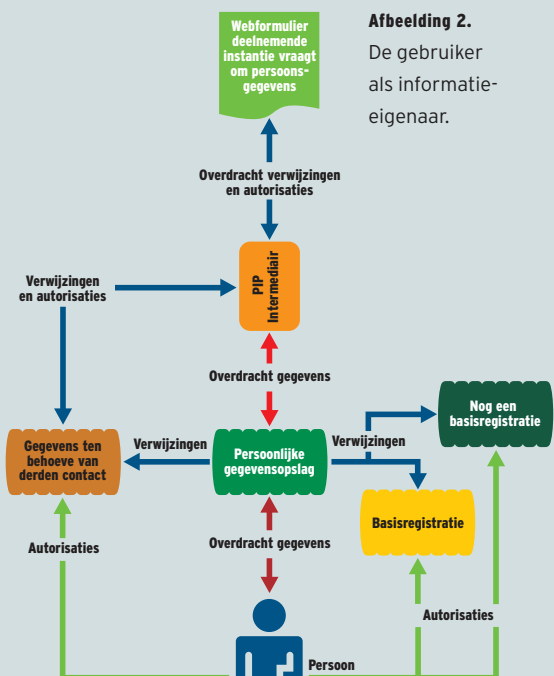 Webformulier
deelnemende
instantie vraagt
om persoons-
gegevens
Afbeelding 2.
De gebruiker
als informatie-
eigenaar.
Overdracht verwijzingen
en autorisaties
Verwijzingen
en autorisaties
PIP
Intermediair
Overdracht gegevens
Nog een
basisregistratie
Gegevens ten
behoeve van
derden contact
Verwijzingen
Persoonlijke
gegevensopslag
Verwijzingen
Basisregistratie
Autorisaties
Overdracht gegevens
Autorisaties
Persoon